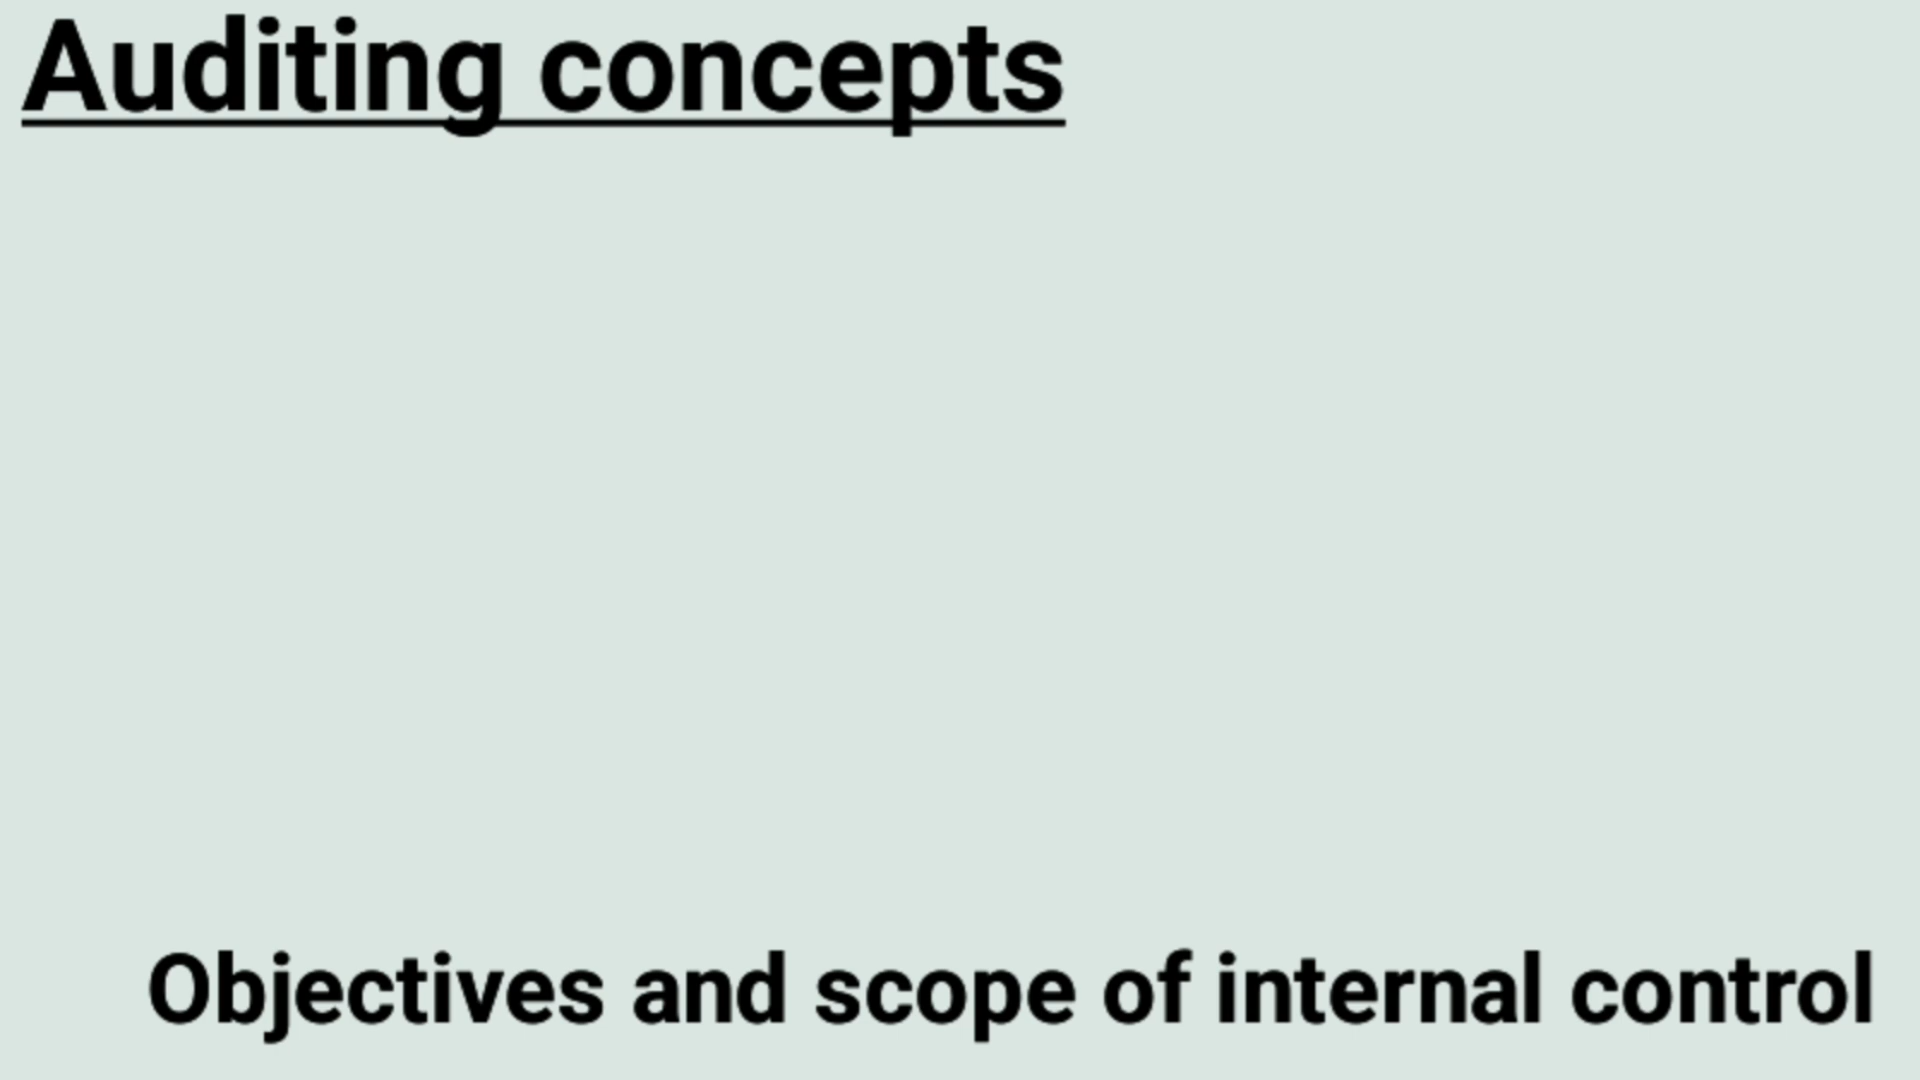 Auditing concepts
Objectives and scope of internal control